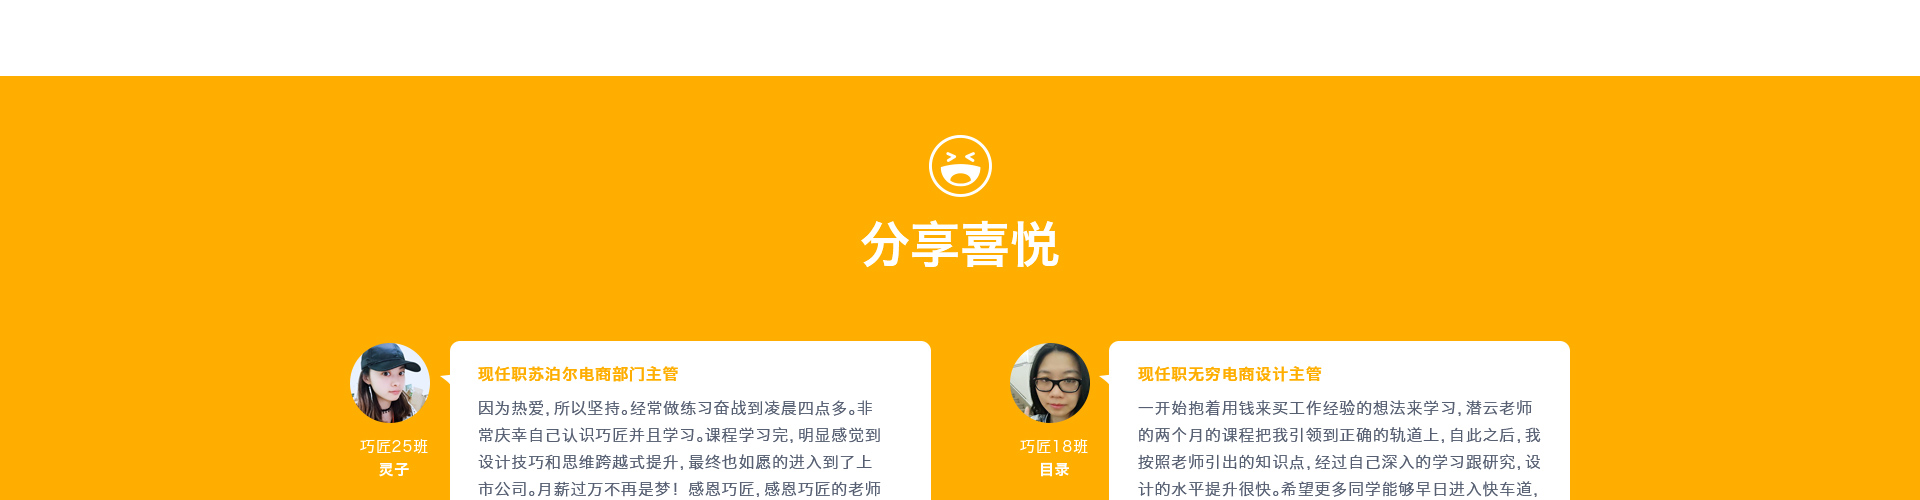 分享喜悦
巧匠25班
灵子
现任职苏泊尔电商部门主管
因为热爱，所以坚持。经常做练习奋战到凌晨四点多。非
常庆幸自己认识巧匠并且学习。课程学习完，明显感觉到
设计技巧和思维跨越式提升，最终也如愿的进入到了上
市公司。月薪过万不再是梦！感恩巧匠，感恩巧匠的老师
巧匠18班
目录
现任职无穷电商设计主管
一开始抱着用钱来买工作经验的想法来学习，潜云老师
的两个月的课程把我引领到正确的轨道上，自此之后，我
按照老师引出的知识点，经过自己深入的学习跟研究，设
计的水平提升很快。希望更多同学能够早日进入快车道，